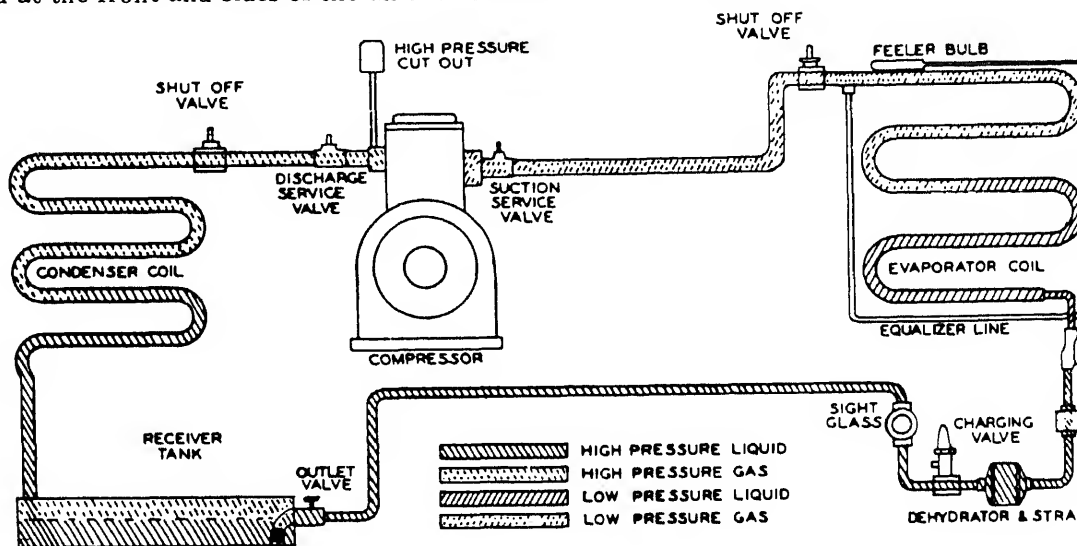 HIGH PRESSURE
CUT OUT
SHUT OFF
VALVE
FEELER BULB
SHUT OFF
VALVE
DISCHARGE
SERVICE
VALVE
SUCTION
SERVICE
VALVE
CONDENSER COIL
EVAPORATOR COIL
EQUALIZER LINE
COMPRESSOR
SIGHT
GLASS
CHARGING
VALVE
RECEIVER
TANK
OUTLET
VALVE
HIGH PRESSURE LIQUID
HIGH PRESSURE GAS
LOW PRESSURE LIQUID
LOW PRESSURE GAS
DEHYDRATOR & STRA